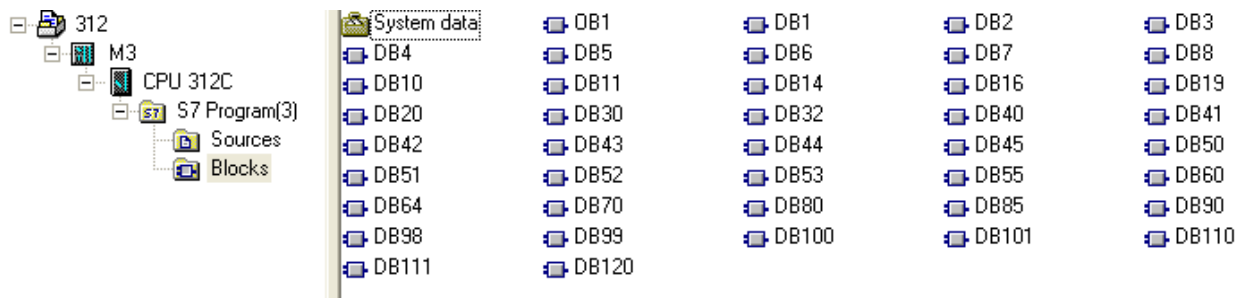 312
M3
CPU 312C
S7 Program(3)
Sources
Blocks
System data OB1 DB1 DB2 DB3
DB4 DB5 DB6 DB7 DB8
DB10 DB11 DB14 DB16 DB19
DB20 DB30 DB32 DB40 DB41
DB42 DB43 DB44 DB45 DB50
DB51 DB52 DB53 DB55 DB60
DB64 DB70 DB80 DB85 DB90
DB98 DB99 DB100 DB101 DB110
DB111 DB120